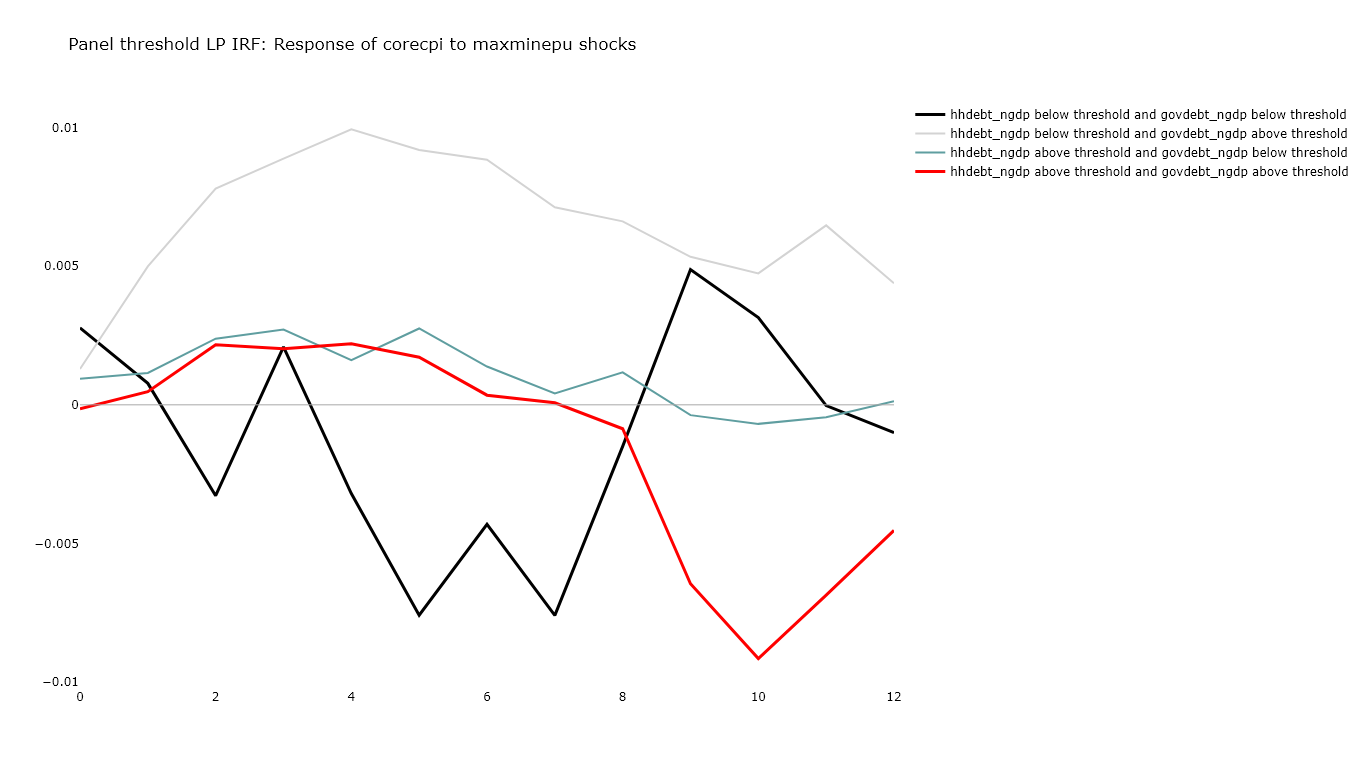 Panel threshold LP IRF: Response of corecpi to maxminepu shocks
hhdebt_ngdp below threshold and govdebt_ngdp below threshold
hhdebt_ngdp below threshold and govdebt_ngdp above threshold
hhdebt_ngdp above threshold and govdebt_ngdp below threshold
hhdebt_ngdp above threshold and govdebt_ngdp above threshold
0.01
0.005
0
−0.005
−0.01
0 2 4 6 8 10 12